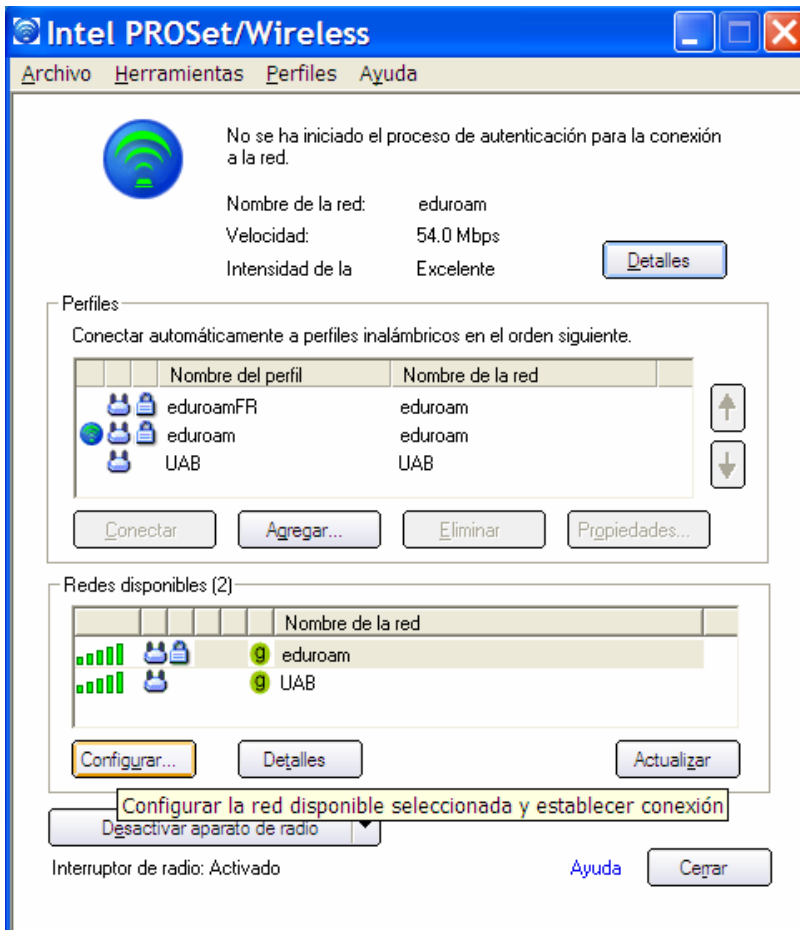 Intel PROSet/Wireless
Archivo Herramientas Perfiles Ayuda
No se ha iniciado el proceso de autenticación para la conexión
a la red.
Nombre de la red: eduroam
Velocidad: 54.0 Mbps
Intensidad de la Excelente
Detalles
Perfiles
Conectar automáticamente a perfiles inalámbricos en el orden siguiente.
Nombre del perfil Nombre de la red
eduroamFR eduroam
eduroam eduroam
UAB UAB
Conectar Agregar... Eliminar Propiedades...
Redes disponibles (2)
Nombre de la red
g eduroam
g UAB
Configurar... Detalles Actualizar
Configurar la red disponible seleccionada y establecer conexión
Desactivar aparato de radio
Interruptor de radio: Activado Ayuda Cerrar